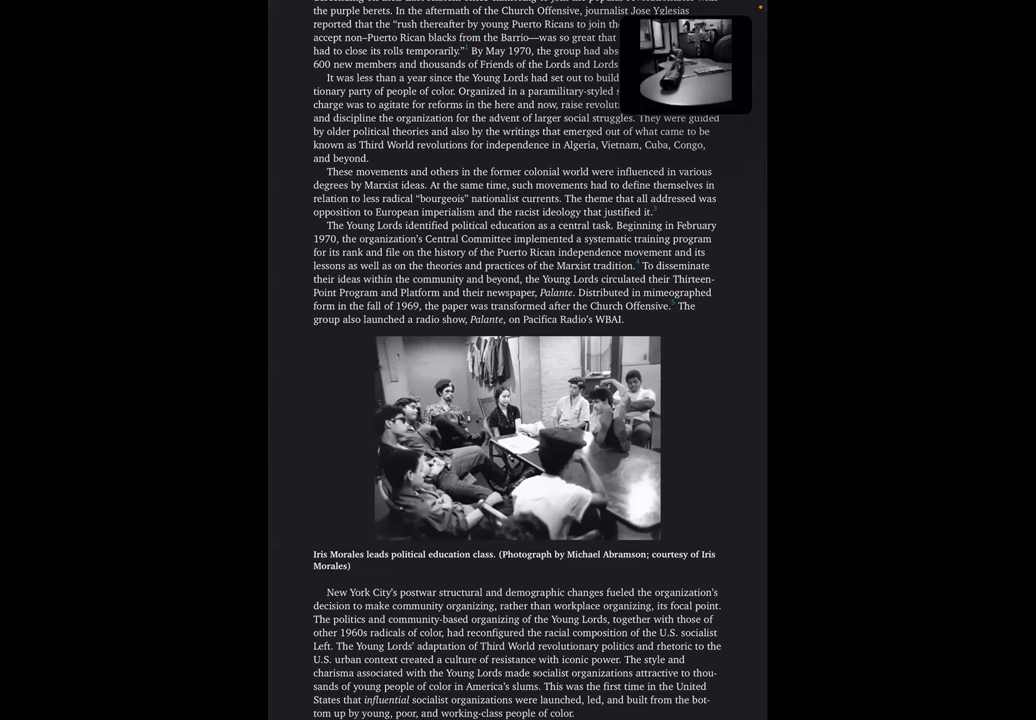 the purple berets. In the aftermath of the Church Offensive, journalist Jose Yglesias
reported that the “rush thereafter by young Puerto Ricans to join the
accept non–Puerto Rican blacks from the Barrio—was so great that
had to close its rolls temporarily.”1 By May 1970, the group had abs
600 new members and thousands of Friends of the Lords and Lords
It was less than a year since the Young Lords had set out to build
tionary party of people of color. Organized in a paramilitary-styled s
charge was to agitate for reforms in the here and now, raise revolut
and discipline the organization for the advent of larger social struggles. They were guided
by older political theories and also by the writings that emerged out of what came to be
known as Third World revolutions for independence in Algeria, Vietnam, Cuba, Congo,
and beyond.
These movements and others in the former colonial world were influenced in various
degrees by Marxist ideas. At the same time, such movements had to define themselves in
relation to less radical “bourgeois” nationalist currents. The theme that all addressed was
opposition to European imperialism and the racist ideology that justified it.3
The Young Lords identified political education as a central task. Beginning in February
1970, the organization’s Central Committee implemented a systematic training program
for its rank and file on the history of the Puerto Rican independence movement and its
lessons as well as on the theories and practices of the Marxist tradition.4 To disseminate
their ideas within the community and beyond, the Young Lords circulated their Thirteen-
Point Program and Platform and their newspaper, Palante. Distributed in mimeographed
form in the fall of 1969, the paper was transformed after the Church Offensive.5 The
group also launched a radio show, Palante, on Pacifica Radio’s WBAI.
Iris Morales leads political education class. (Photograph by Michael Abramson; courtesy of Iris
Morales)
New York City’s postwar structural and demographic changes fueled the organization’s
decision to make community organizing, rather than workplace organizing, its focal point.
The politics and community-based organizing of the Young Lords, together with those of
other 1960s radicals of color, had reconfigured the racial composition of the U.S. socialist
Left. The Young Lords’ adaptation of Third World revolutionary politics and rhetoric to the
U.S. urban context created a culture of resistance with iconic power. The style and
charisma associated with the Young Lords made socialist organizations attractive to thou-
sands of young people of color in America’s slums. This was the first time in the United
States that influential socialist organizations were launched, led, and built from the bot-
tom up by young, poor, and working-class people of color.